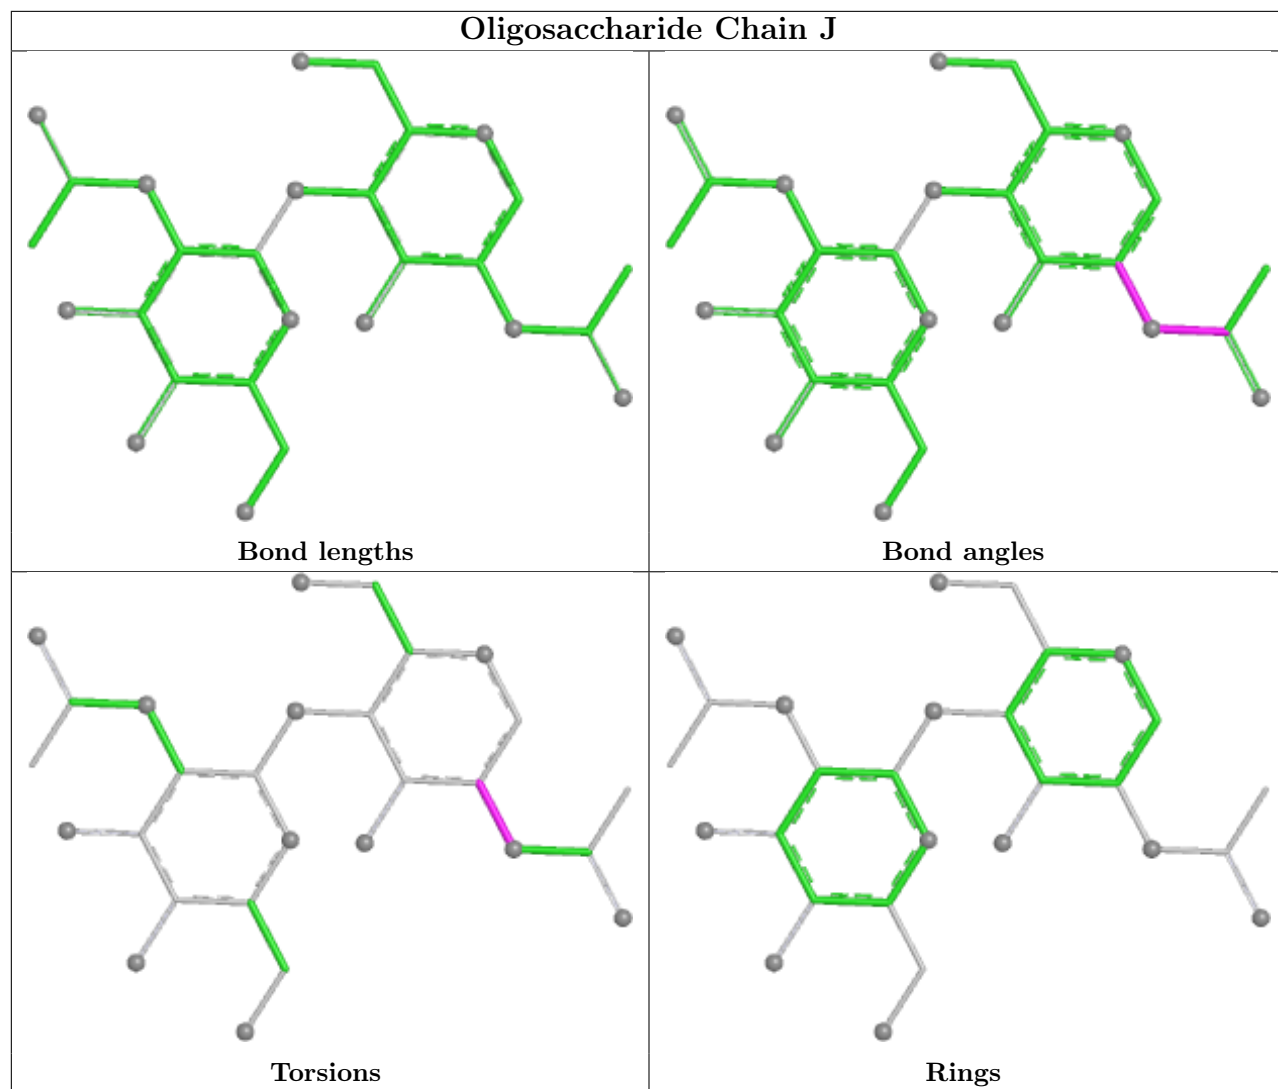 Oligosaccharide Chain J
Bond lengths
Bond angles
Torsions
Rings